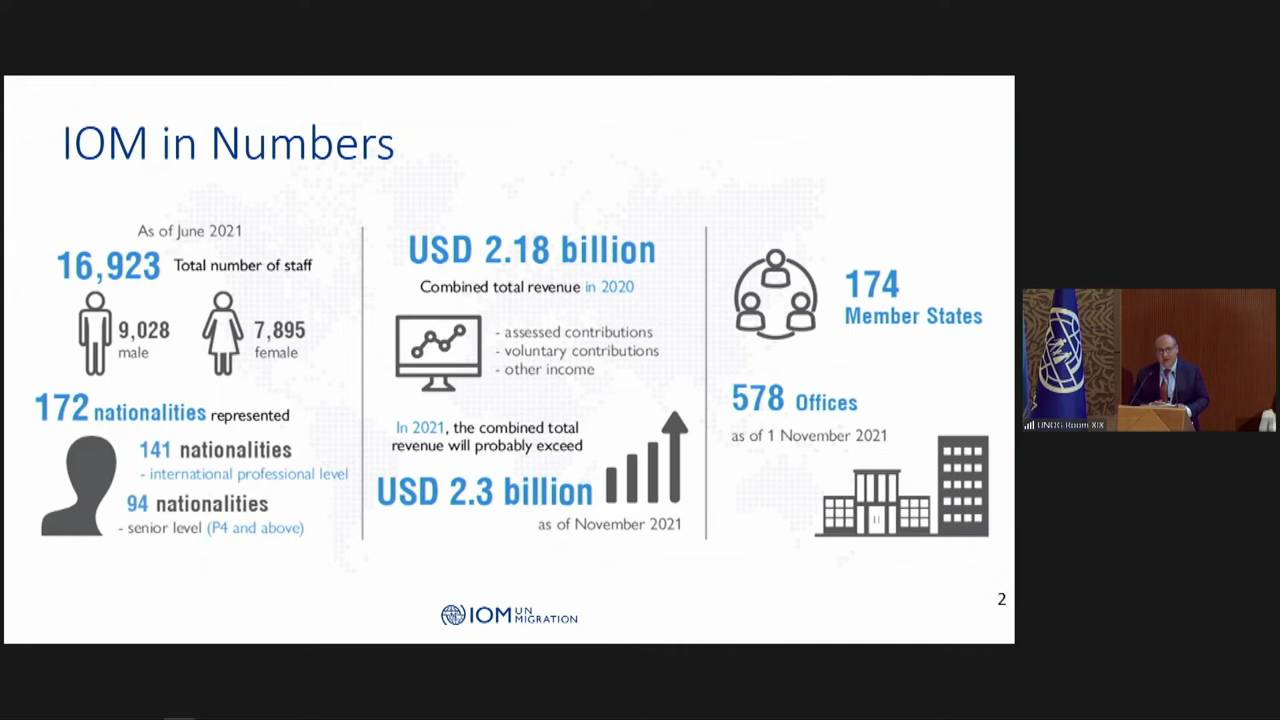 IOM in Numbers
As of June 2021
16,923 Total number of staff
9,028
male
7,895
female
172 nationalities represented
141 nationalities
- international professional level
94 nationalities
- senior level (P4 and above)
USD 2.18 billion
Combined total revenue in 2020
- assessed contributions
- voluntary contributions
- other income
In 2021, the combined total
revenue will probably exceed
USD 2.3 billion
as of November 2021
174
Member States
578 Offices
as of 1 November 2021
2
IOM UN
MIGRATION
UNOG Room XIX